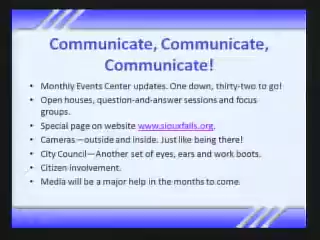 Communicate, Communicate,
Communicate!
• Monthly Events Center updates. One down, thirty-two to go!
• Open houses, question-and-answer sessions and focus
groups.
• Special page on website www.siouxfalls.org.
• Cameras—outside and inside. Just like being there!
• City Council—Another set of eyes, ears and work boots.
• Citizen involvement.
• Media will be a major help in the months to come.